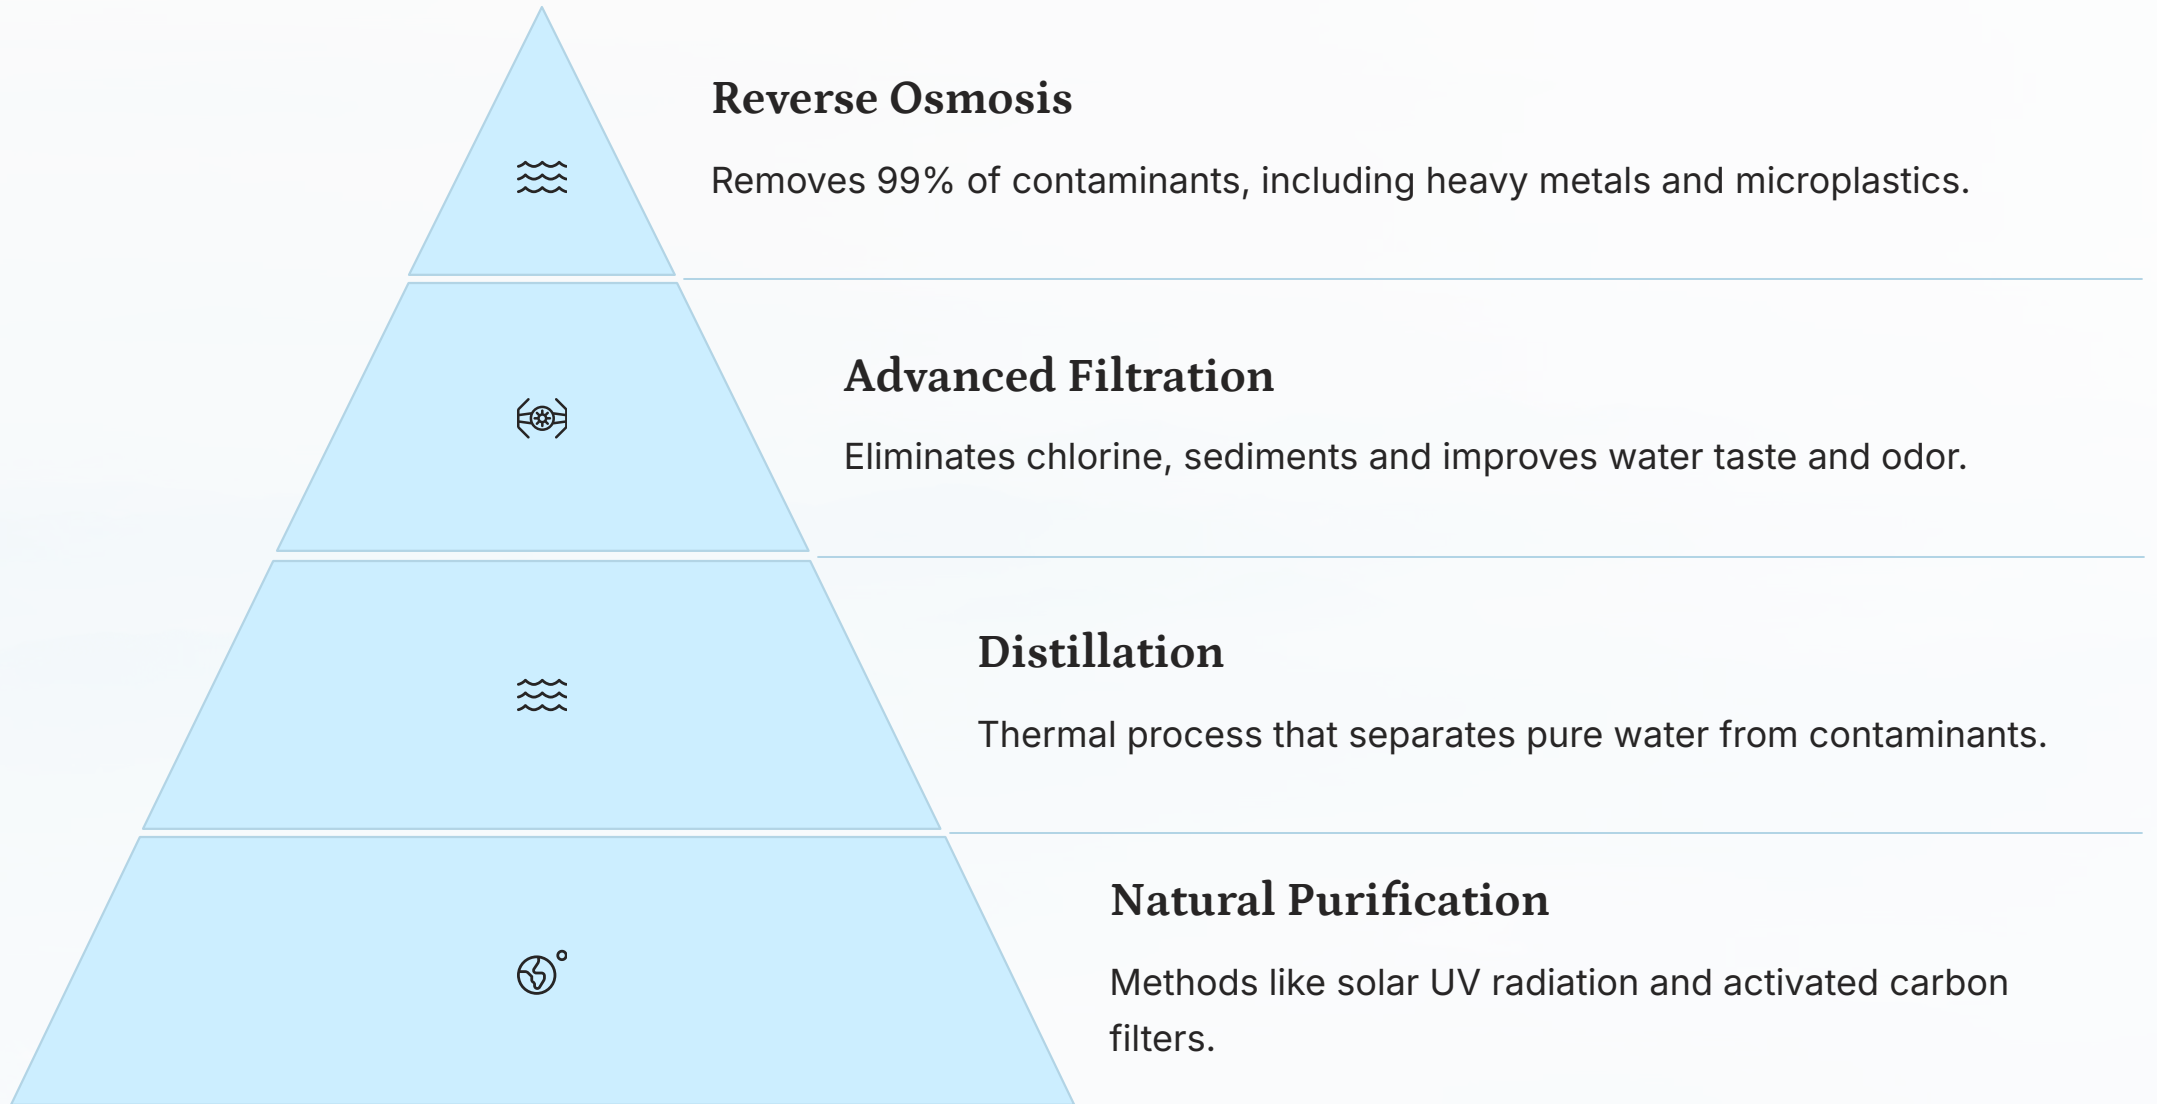 Reverse Osmosis
Removes 99% of contaminants, including heavy metals and microplastics.
Advanced Filtration
Eliminates chlorine, sediments and improves water taste and odor.
Distillation
Thermal process that separates pure water from contaminants.
Natural Purification
Methods like solar UV radiation and activated carbon
filters.